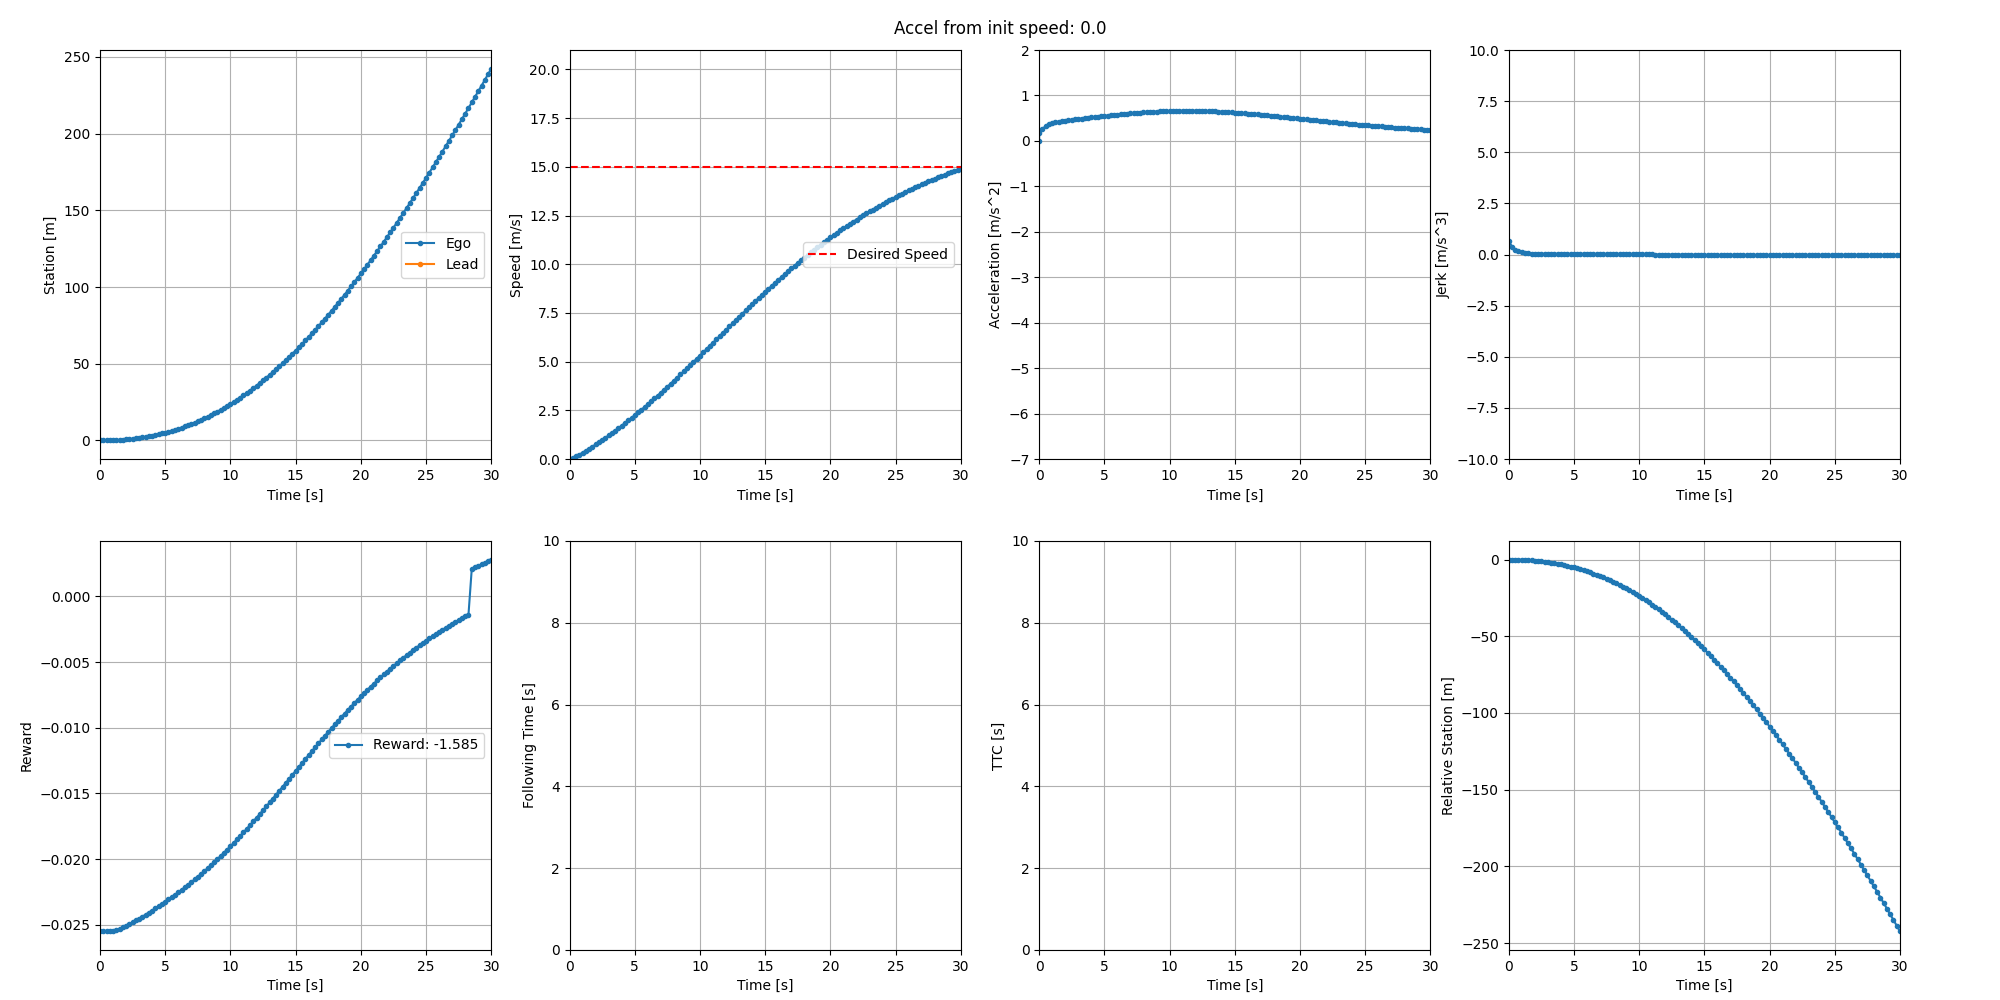 Accel from init speed: 0.0
Station [m]
250
200
150
100
50
0
Ego
Lead
0 5 10 15 20 25 30
Time [s]
Speed [m/s]
20.0
17.5
15.0
12.5
10.0
7.5
5.0
2.5
0.0
Desired Speed
0 5 10 15 20 25 30
Time [s]
Acceleration [m/s^2]
2
1
0
−1
−2
−3
−4
−5
−6
−7
0 5 10 15 20 25 30
Time [s]
Jerk [m/s^3]
10.0
7.5
5.0
2.5
0.0
−2.5
−5.0
−7.5
−10.0
0 5 10 15 20 25 30
Time [s]
Reward
0.000
−0.005
−0.010
−0.015
−0.020
−0.025
Reward: -1.585
0 5 10 15 20 25 30
Time [s]
Following Time [s]
10
8
6
4
2
0
0 5 10 15 20 25 30
Time [s]
TTC [s]
10
8
6
4
2
0
0 5 10 15 20 25 30
Time [s]
Relative Station [m]
0
−50
−100
−150
−200
−250
0 5 10 15 20 25 30
Time [s]